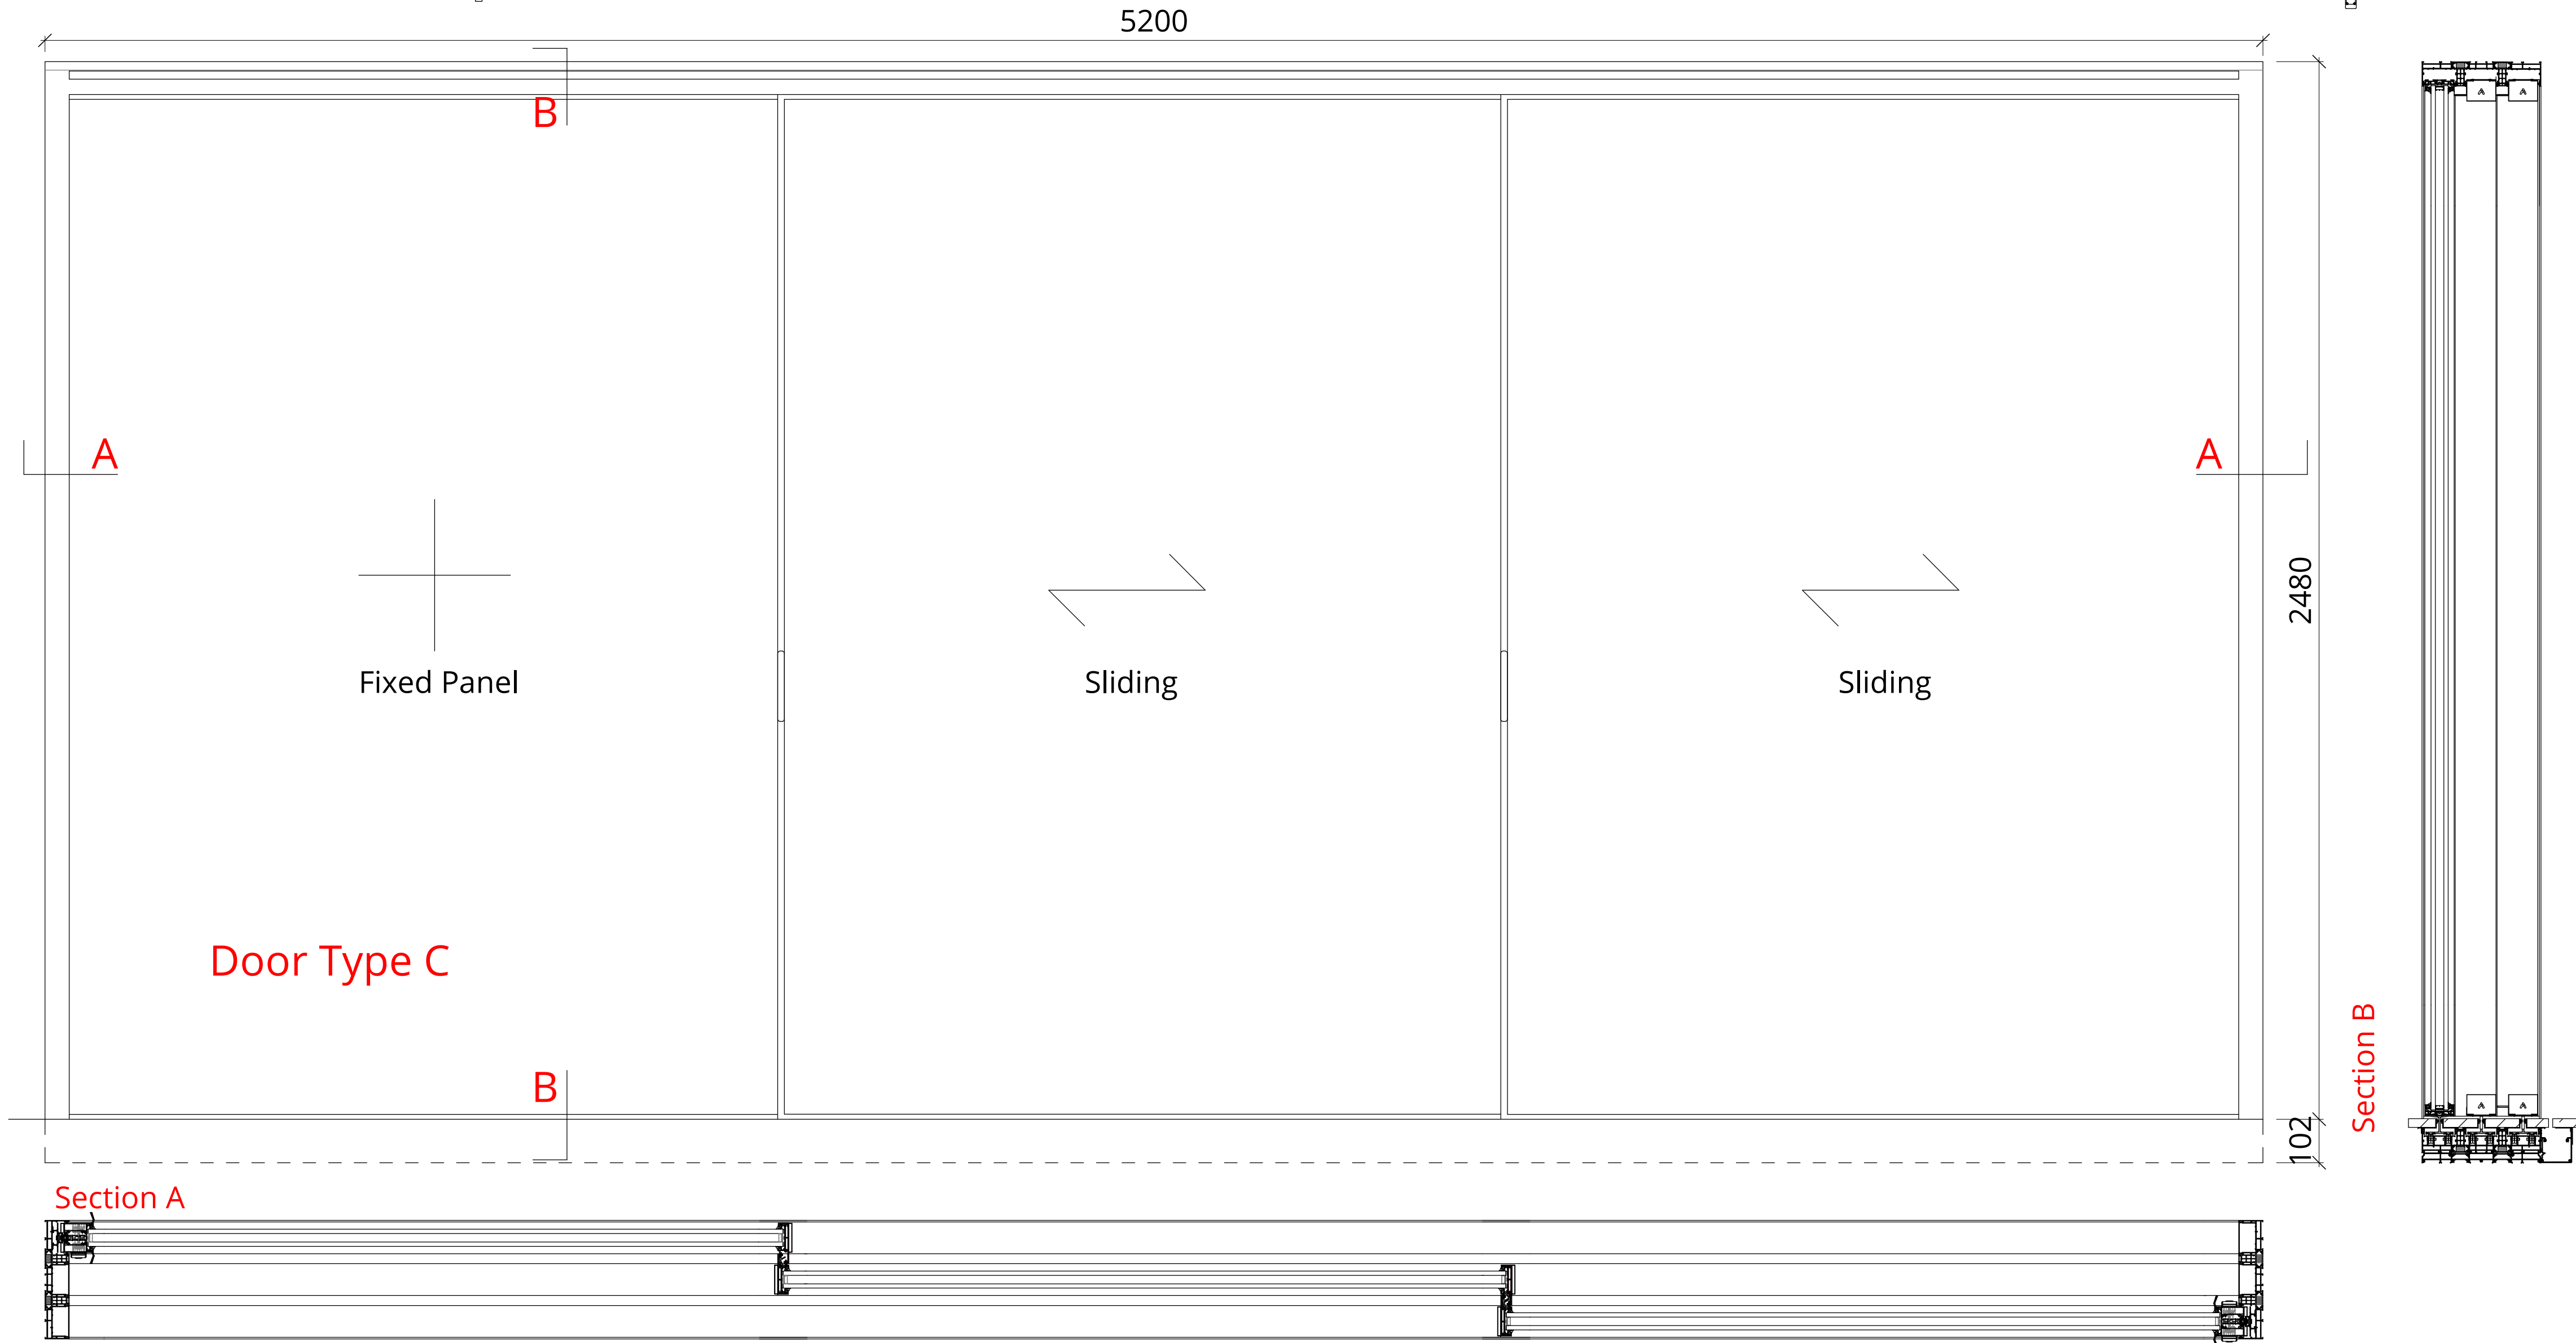 5200
B
A
A
2480
Fixed Panel
Sliding
Sliding
Door Type C
B
102
Section B
Section A
A
A
A
A